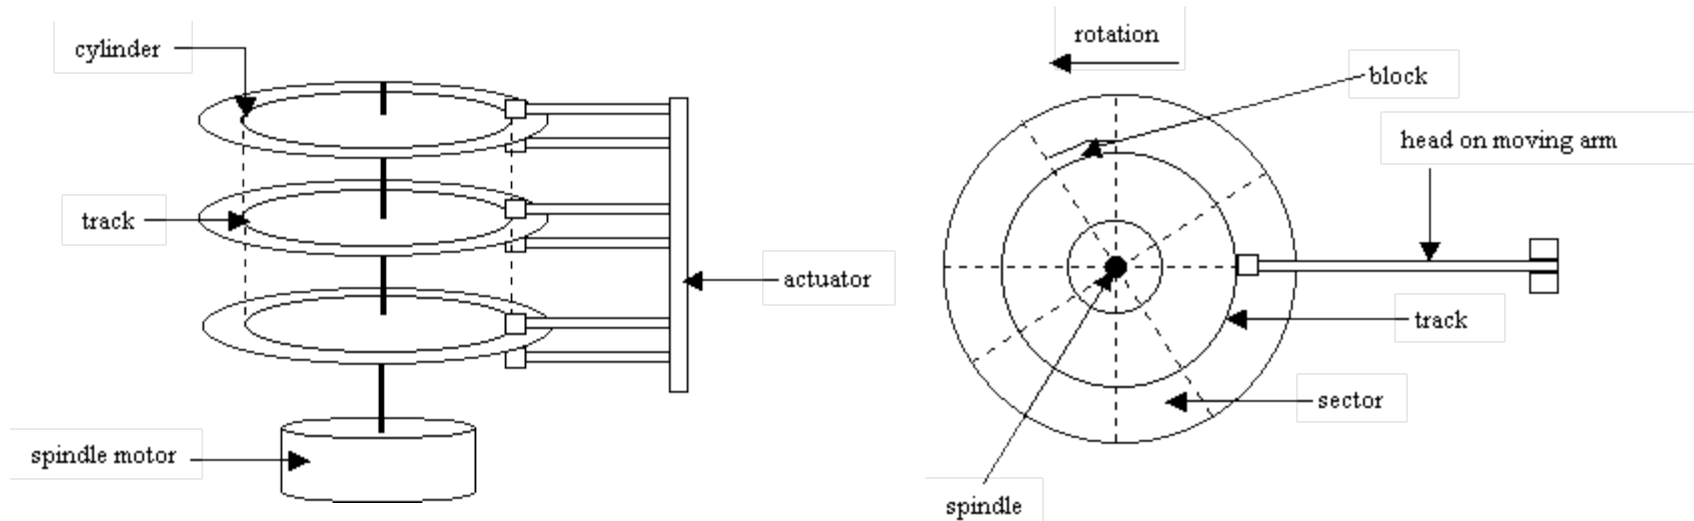 cylinder
track
spindle motor
actuator
rotation
block
head on moving arm
track
sector
spindle